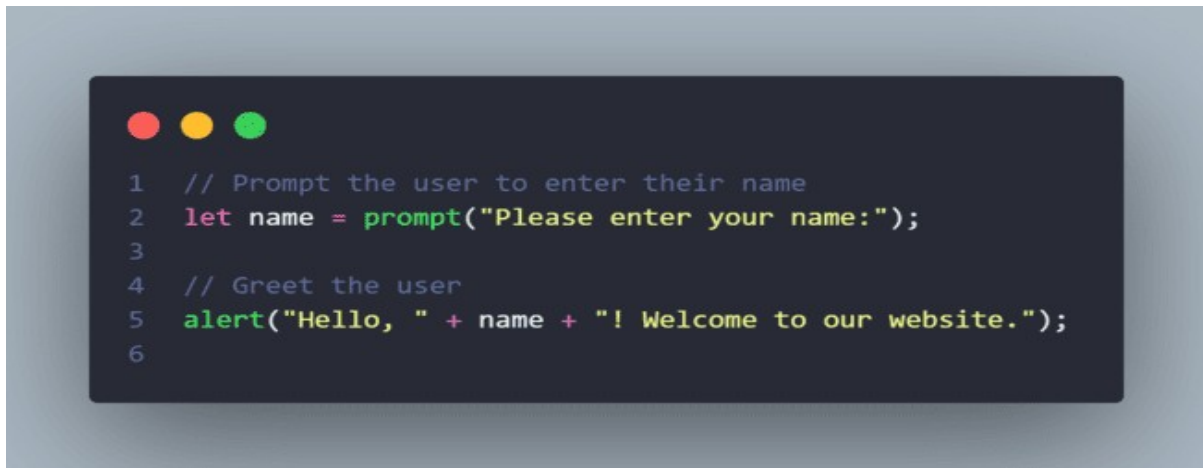 1 // Prompt the user to enter their name
2 let name = prompt("Please enter your name:");
3
4 // Greet the user
5 alert("Hello, " + name + "! Welcome to our website.");
6